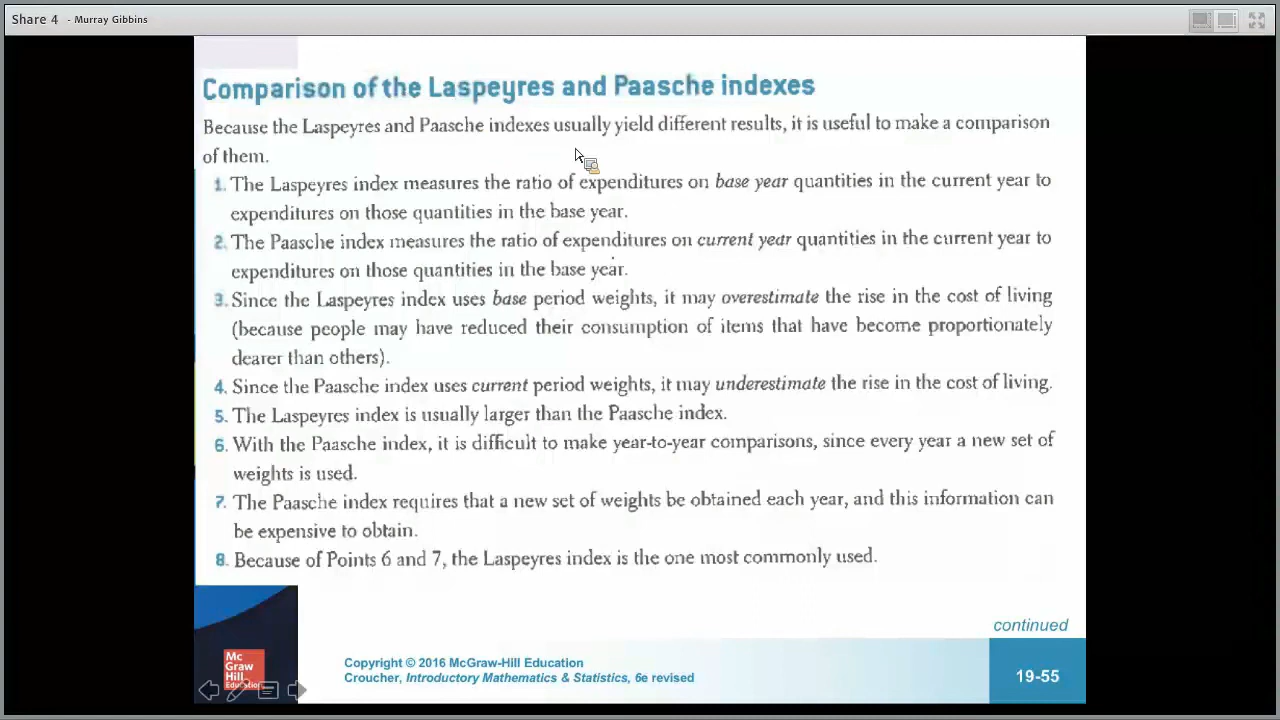 Share 4 - Murray Gibbins
Comparison of the Laspeyres and Paasche indexes
Because the Laspeyres and Paasche indexes usually yield different results, it is useful to make a comparison
of them.
1. The Laspeyres index measures the ratio of expenditures on base year quantities in the current year to
expenditures on those quantities in the base year.
2. The Paasche index measures the ratio of expenditures on current year quantities in the current year to
expenditures on those quantities in the base year.
3. Since the Laspeyres index uses base period weights, it may overestimate the rise in the cost of living
(because people may have reduced their consumption of items that have become proportionately
dearer than others).
4. Since the Paasche index uses current period weights, it may underestimate the rise in the cost of living.
5. The Laspeyres index is usually larger than the Paasche index.
6. With the Paasche index, it is difficult to make year-to-year comparisons, since every year a new set of
weights is used.
7. The Paasche index requires that a new set of weights be obtained each year, and this information can
be expensive to obtain.
8. Because of Points 6 and 7, the Laspeyres index is the one most commonly used.
continued
Mc
Graw
Hill
Education
Copyright © 2016 McGraw-Hill Education
Croucher, Introductory Mathematics & Statistics, 6e revised
19-55